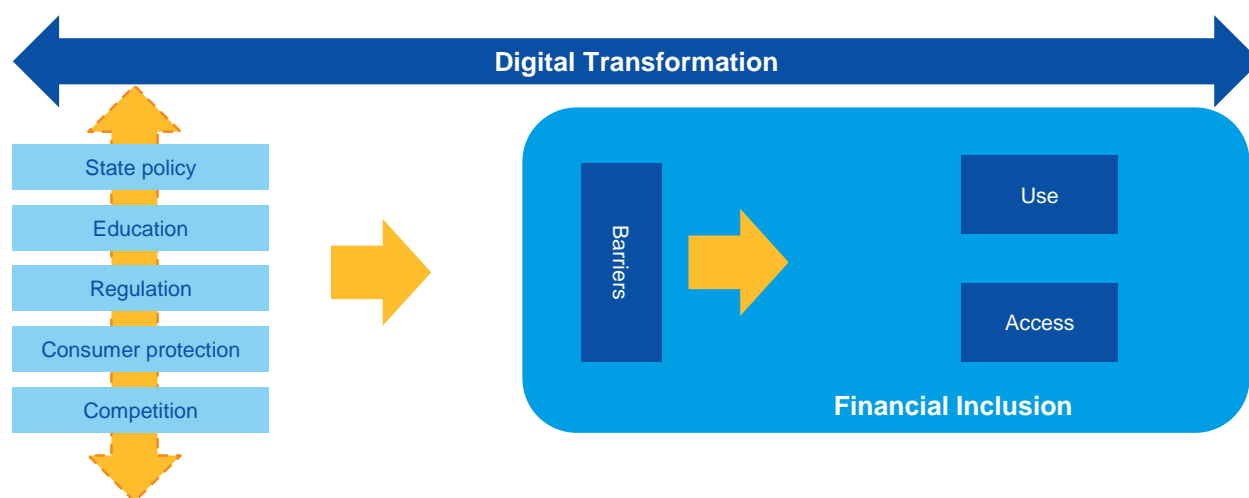 Digital Transformation
State policy
Education
Regulation
Consumer protection
Competition
Barriers
Use
Access
Financial Inclusion